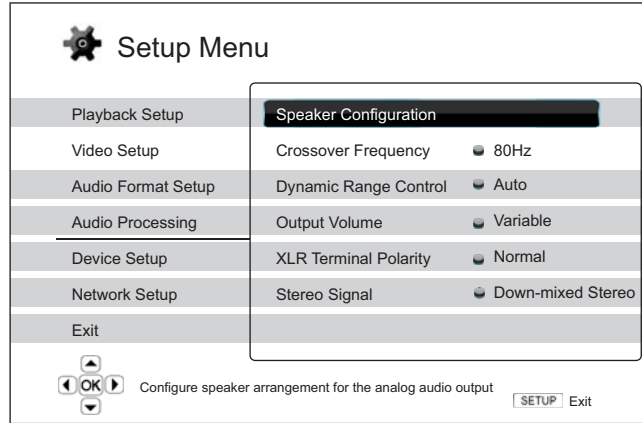 Setup Menu
Playback Setup
Video Setup
Audio Format Setup
Audio Processing
Device Setup
Network Setup
Exit
Speaker Configuration
Crossover Frequency 80Hz
Dynamic Range Control Auto
Output Volume Variable
XLR Terminal Polarity Normal
Stereo Signal Down-mixed Stereo
OK
Configure speaker arrangement for the analog audio output
SETUP Exit